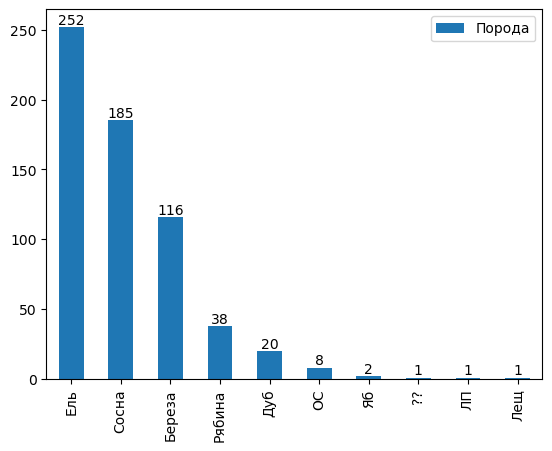 Порода
250
200
150
100
50
0
252
185
116
38
20
8
2
1
1
1
Ель
Сосна
Береза
Рябина
Дуб
ОС
Яб
??
ЛП
Лещ